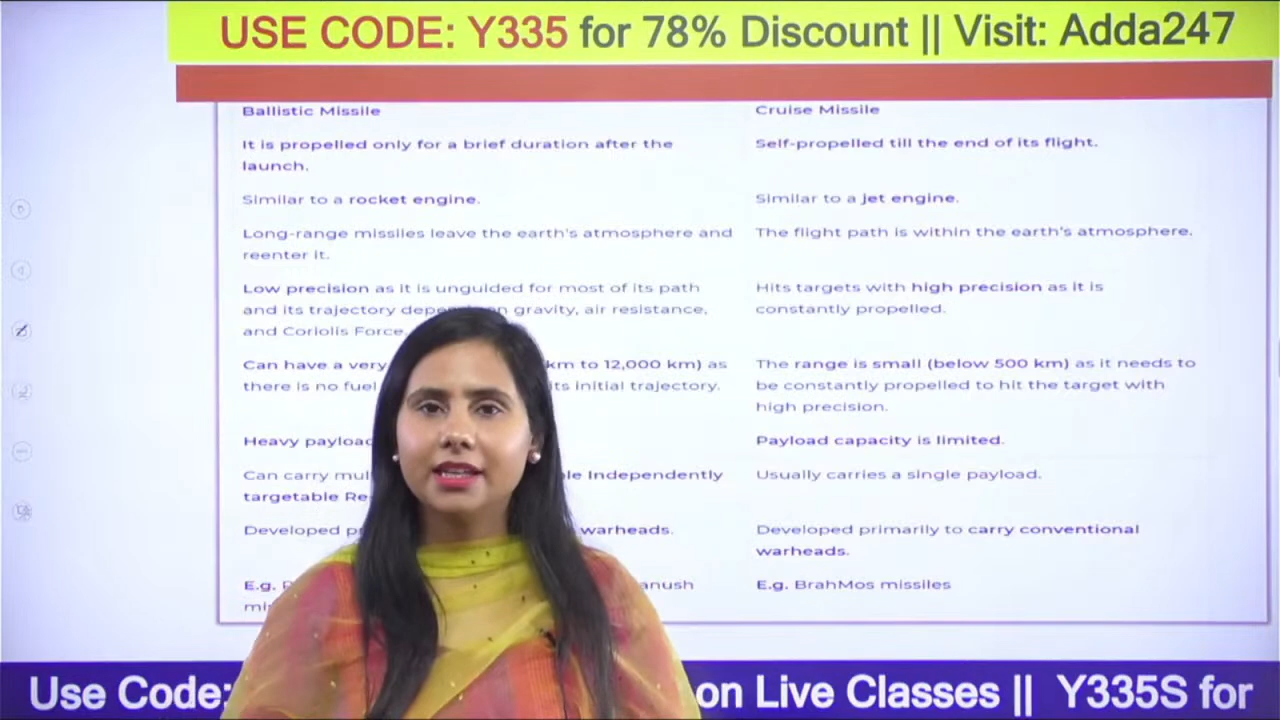 USE CODE: Y335 for 78% Discount || Visit: Adda247
Ballistic Missile
Cruise Missile
It is propelled only for a brief duration after the
launch.
Self-propelled till the end of its flight.
Similar to a rocket engine.
Similar to a jet engine.
Long-range missiles leave the earth's atmosphere and
reenter it.
The flight path is within the earth's atmosphere.
Low precision as it is unguided for most of its path
and its trajectory gravity, air resistance,
and Coriolis Force.
Hits targets with high precision as it is
constantly propelled.
Can have a very km to 12,000 km) as
there is no fuel its initial trajectory.
The range is small (below 500 km) as it needs to
be constantly propelled to hit the target with
high precision.
Heavy
Payload capacity is limited.
Can carry Independently
targetable
Usually carries a single payload.
Developed warheads.
Developed primarily to carry conventional
warheads.
E.g.
E.g. BrahMos missiles
Use Code: on Live Classes || Y335S for